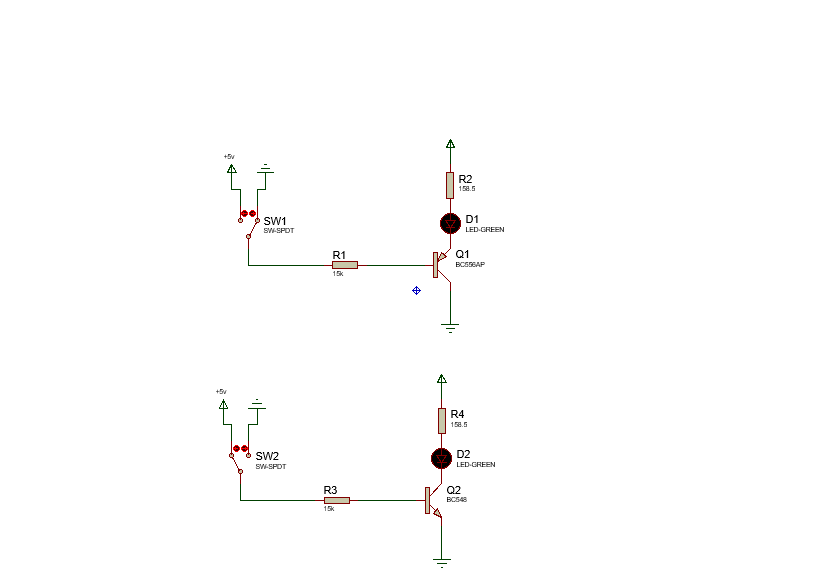 +5v
R2
158.5
SW1
SW-SPDT
D1
LED-GREEN
R1
15k
Q1
BC556AP
+5v
R4
158.5
SW2
SW-SPDT
D2
LED-GREEN
R3
15k
Q2
BC548